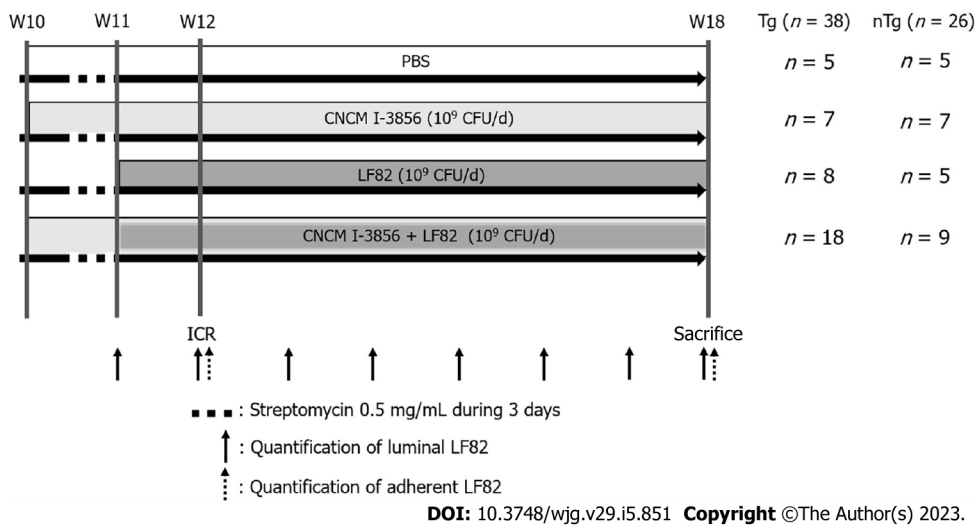 W10 W11 W12 W18 Tg (n = 38) nTg (n = 26)
PBS n = 5 n = 5
CNCM I-3856 (10⁹ CFU/d) n = 7 n = 7
LF82 (10⁹ CFU/d) n = 8 n = 5
CNCM I-3856 + LF82 (10⁹ CFU/d) n = 18 n = 9
ICR Sacrifice
: Streptomycin 0.5 mg/mL during 3 days
: Quantification of luminal LF82
: Quantification of adherent LF82
DOI: 10.3748/wjg.v29.i5.851 Copyright ©The Author(s) 2023.